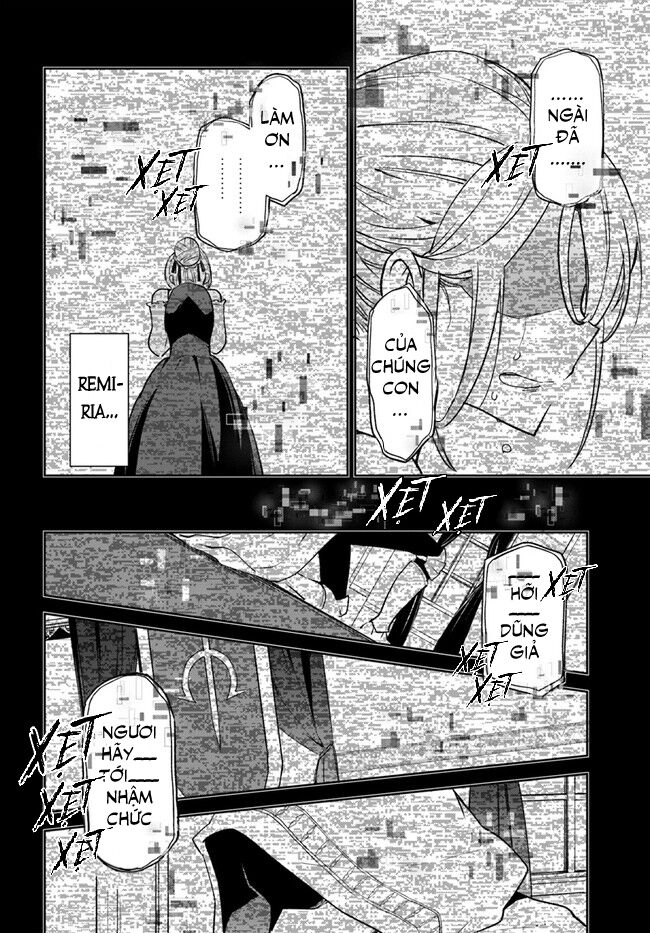 ......
NGÀI ĐÃ
.......
XẸT
CỦA
CHÚNG
CON
...
LÀM
ƠN
...
......
......
XẸT
XẸT
REMI-
RIA...
XẸT
XẸT
HỠI
DŨNG
GIẢ
XẸT
XẸT
XẸT
NGƯƠI
HÃY
TỚI
NHẬM
CHỨC
XẸT
XẸT
XẸT